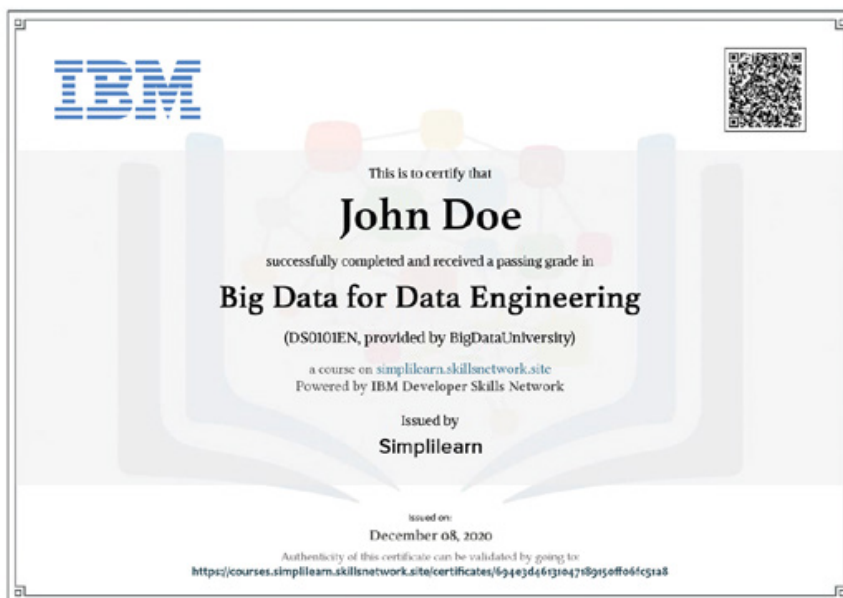 IBM
This is to certify that
John Doe
successfully completed and received a passing grade in
Big Data for Data Engineering
(DS0101EN, provided by BigDataUniversity)
a course on simplilearn.skillsnetwork.site
Powered by IBM Developer Skills Network
Issued by
Simplilearn
Issued on:
December 08, 2020
Authenticity of this certificate can be validated by going to: